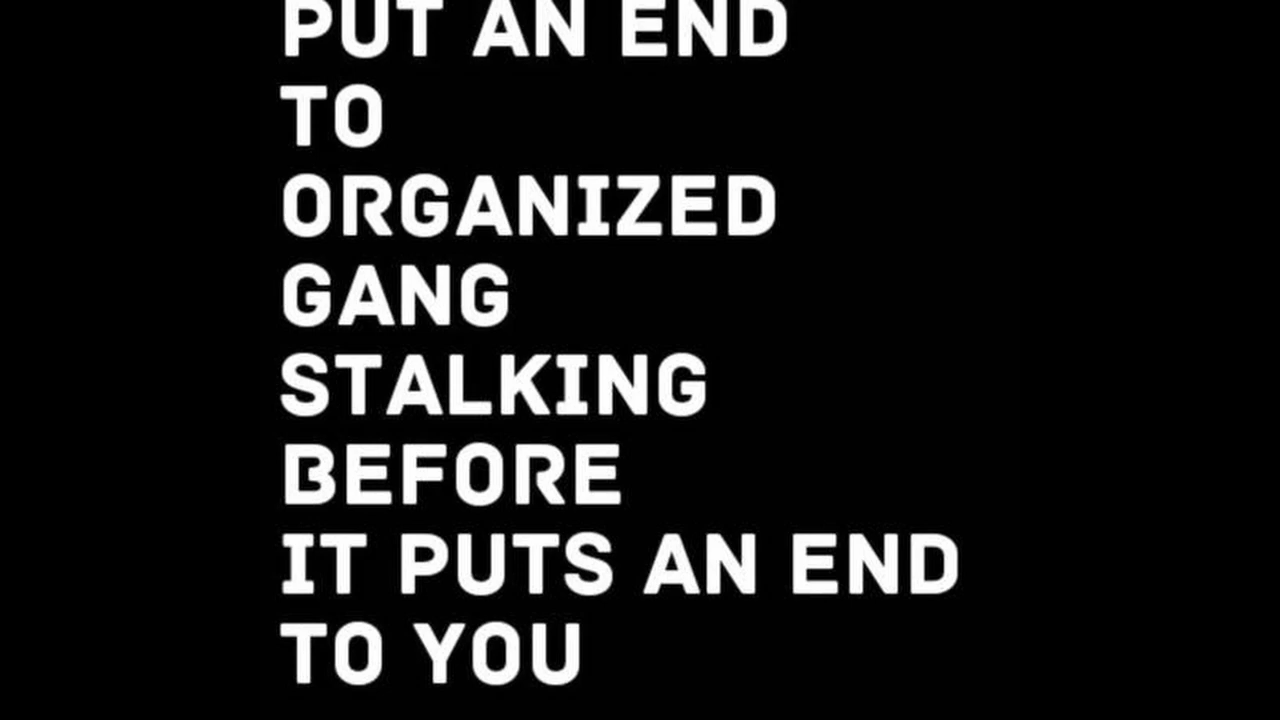 PUT AN END
TO
ORGANIZED
GANG
STALKING
BEFORE
IT PUTS AN END
TO YOU